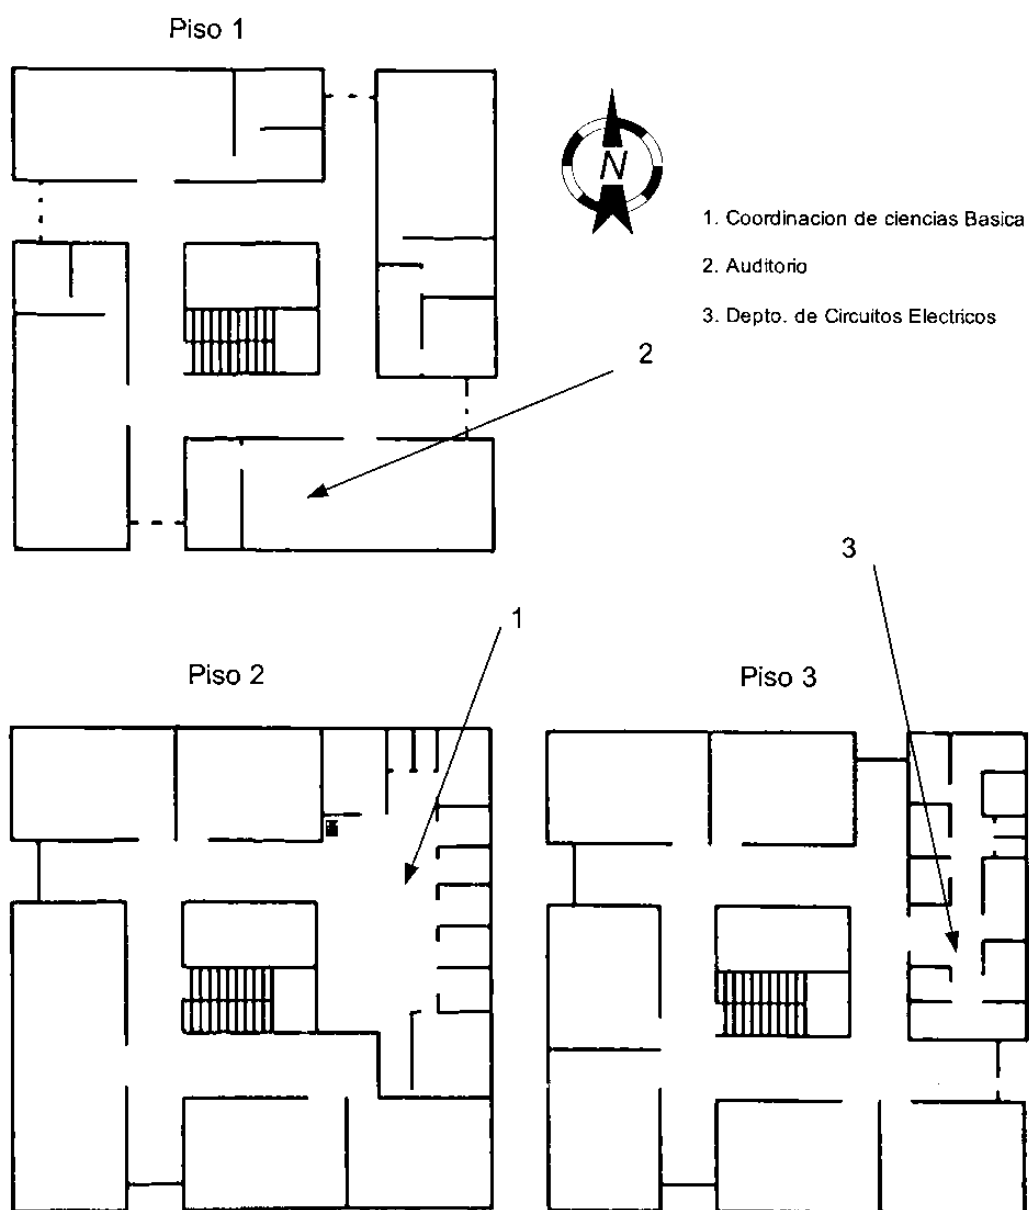 Piso 1
N
1. Coordinacion de ciencias Basica
2. Auditorio
3. Depto. de Circuitos Electricos
2
3
1
Piso 2
Piso 3